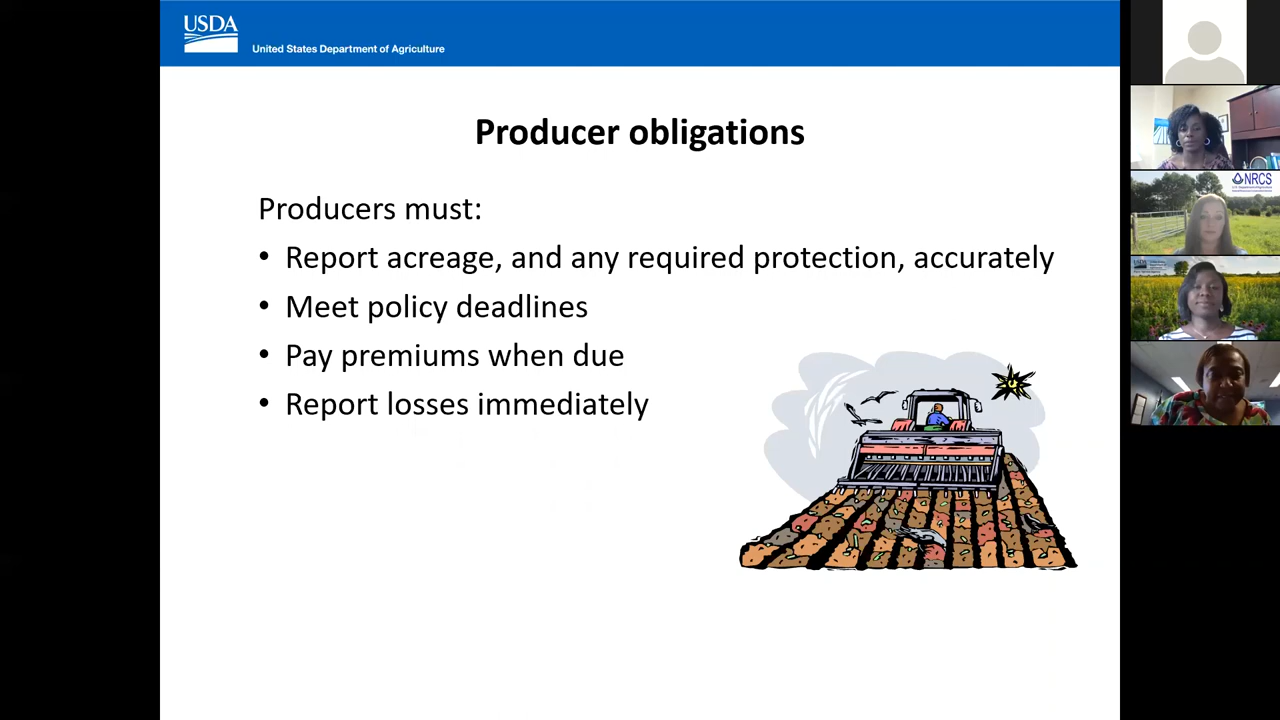 USDA
United States Department of Agriculture
Producer obligations
Producers must:
• Report acreage, and any required protection, accurately
• Meet policy deadlines
• Pay premiums when due
• Report losses immediately
NRCS
USDA